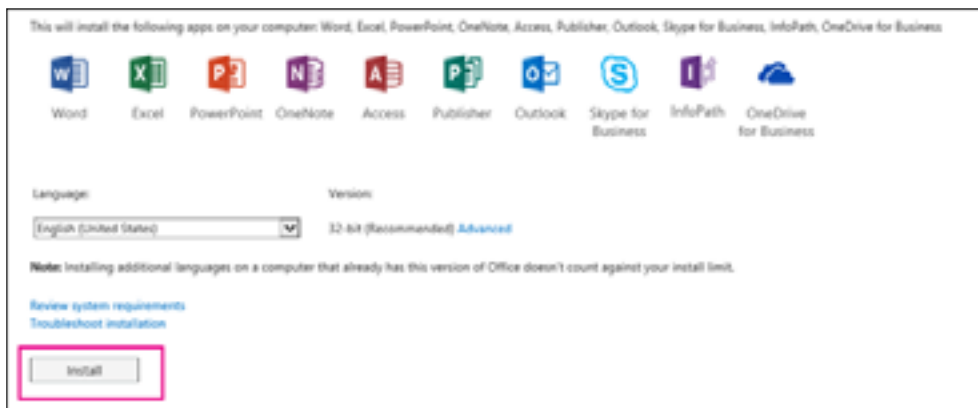 This will install the following apps on your computer: Word, Excel, PowerPoint, OneNote, Access, Publisher, Outlook, Skype for Business, InfoPath, OneDrive for Business
Word Excel PowerPoint OneNote Access Publisher Outlook Skype for Business InfoPath OneDrive for Business
Language: Version:
English (United States) 32-bit (Recommended) Advanced
Note: Installing additional languages on a computer that already has this version of Office doesn't count against your install limit.
Review system requirements
Troubleshoot installation
Install